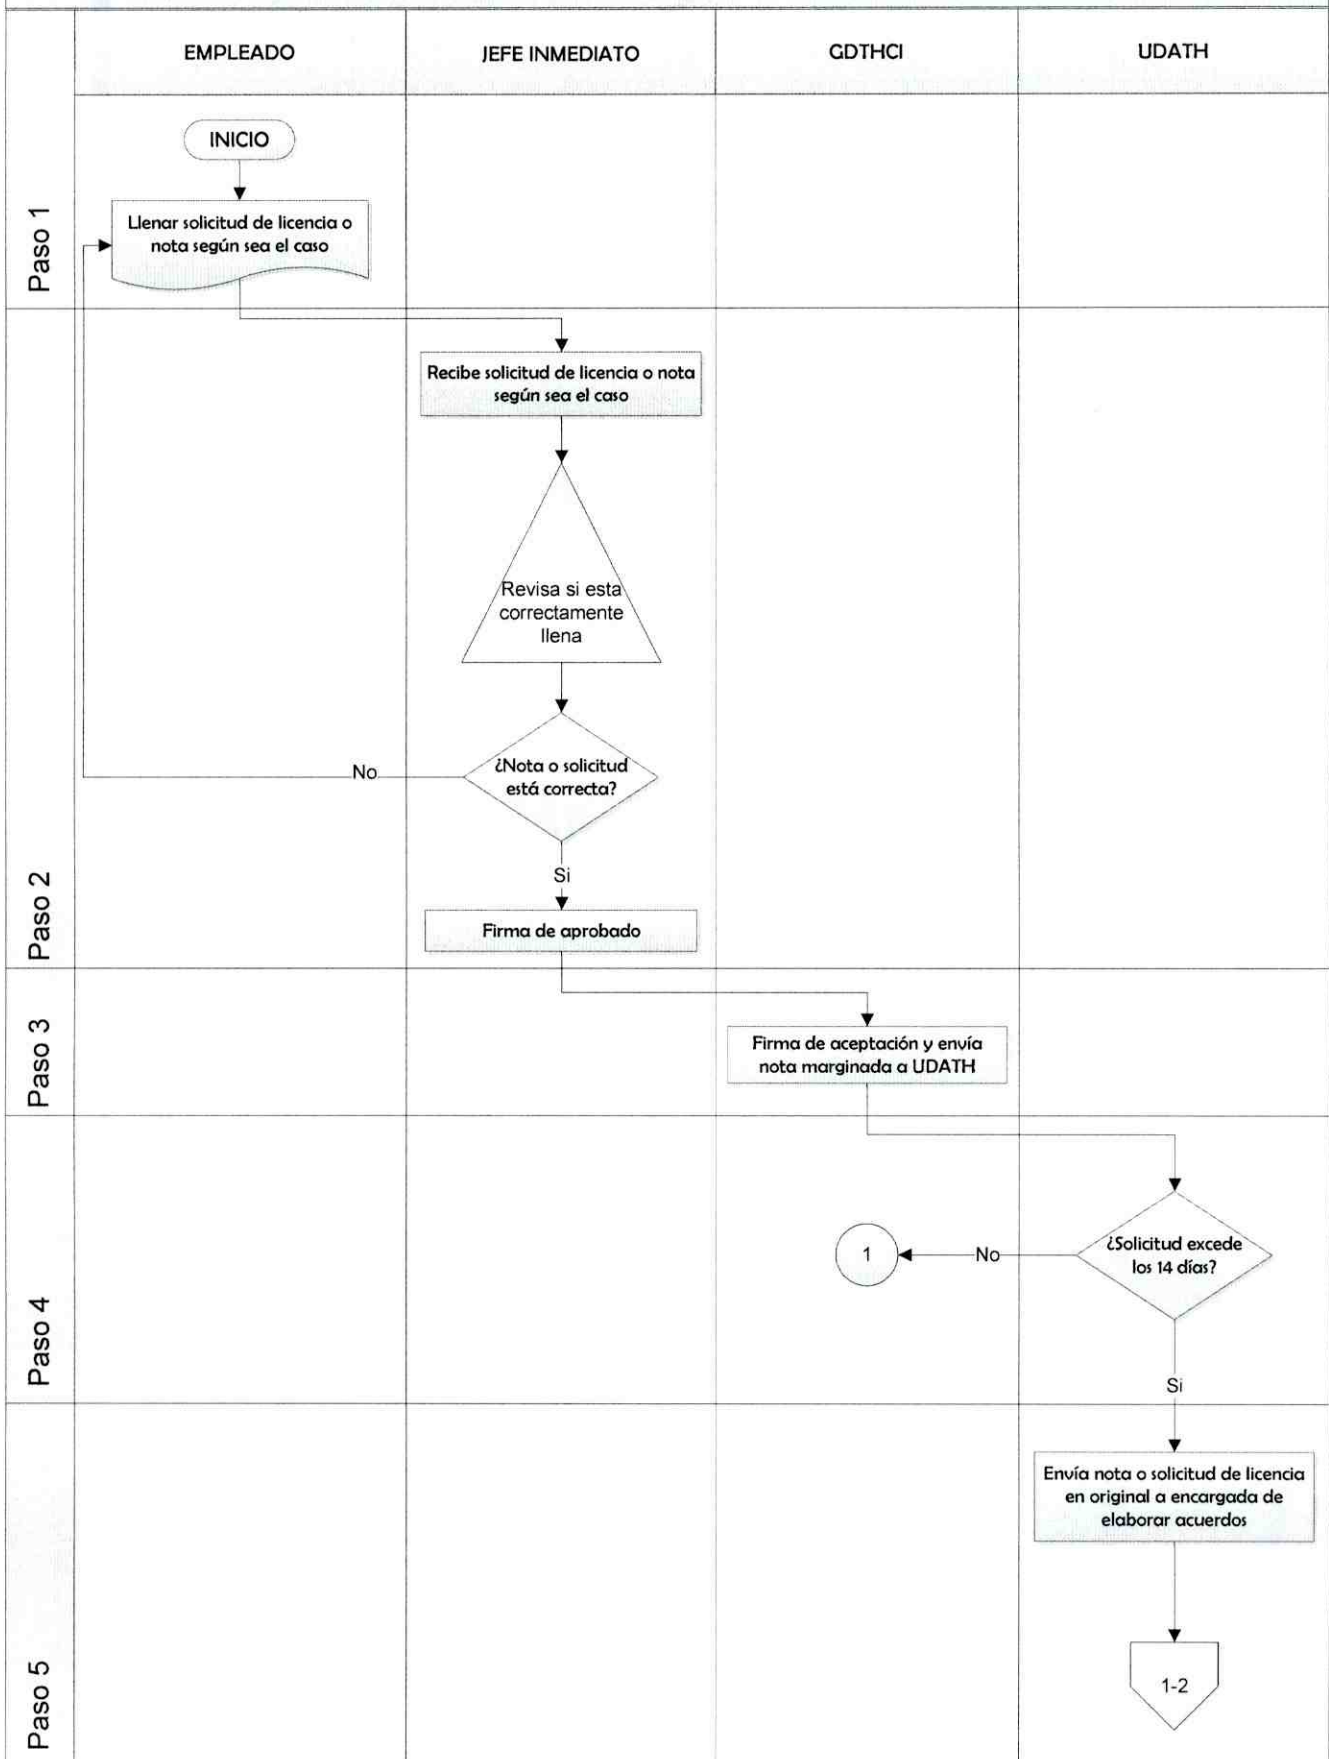 EMPLEADO
JEFE INMEDIATO
GDTHCI
UDATH
Paso 1
INICIO
Llenar solicitud de licencia o
nota según sea el caso
Paso 2
Recibe solicitud de licencia o nota
según sea el caso
Revisa si esta
correctamente
llena
¿Nota o solicitud
está correcta?
No
Si
Firma de aprobado
Paso 3
Firma de aceptación y envía
nota marginada a UDATH
Paso 4
¿Solicitud excede
los 14 días?
No
1
Si
Paso 5
Envía nota o solicitud de licencia
en original a encargada de
elaborar acuerdos
1-2